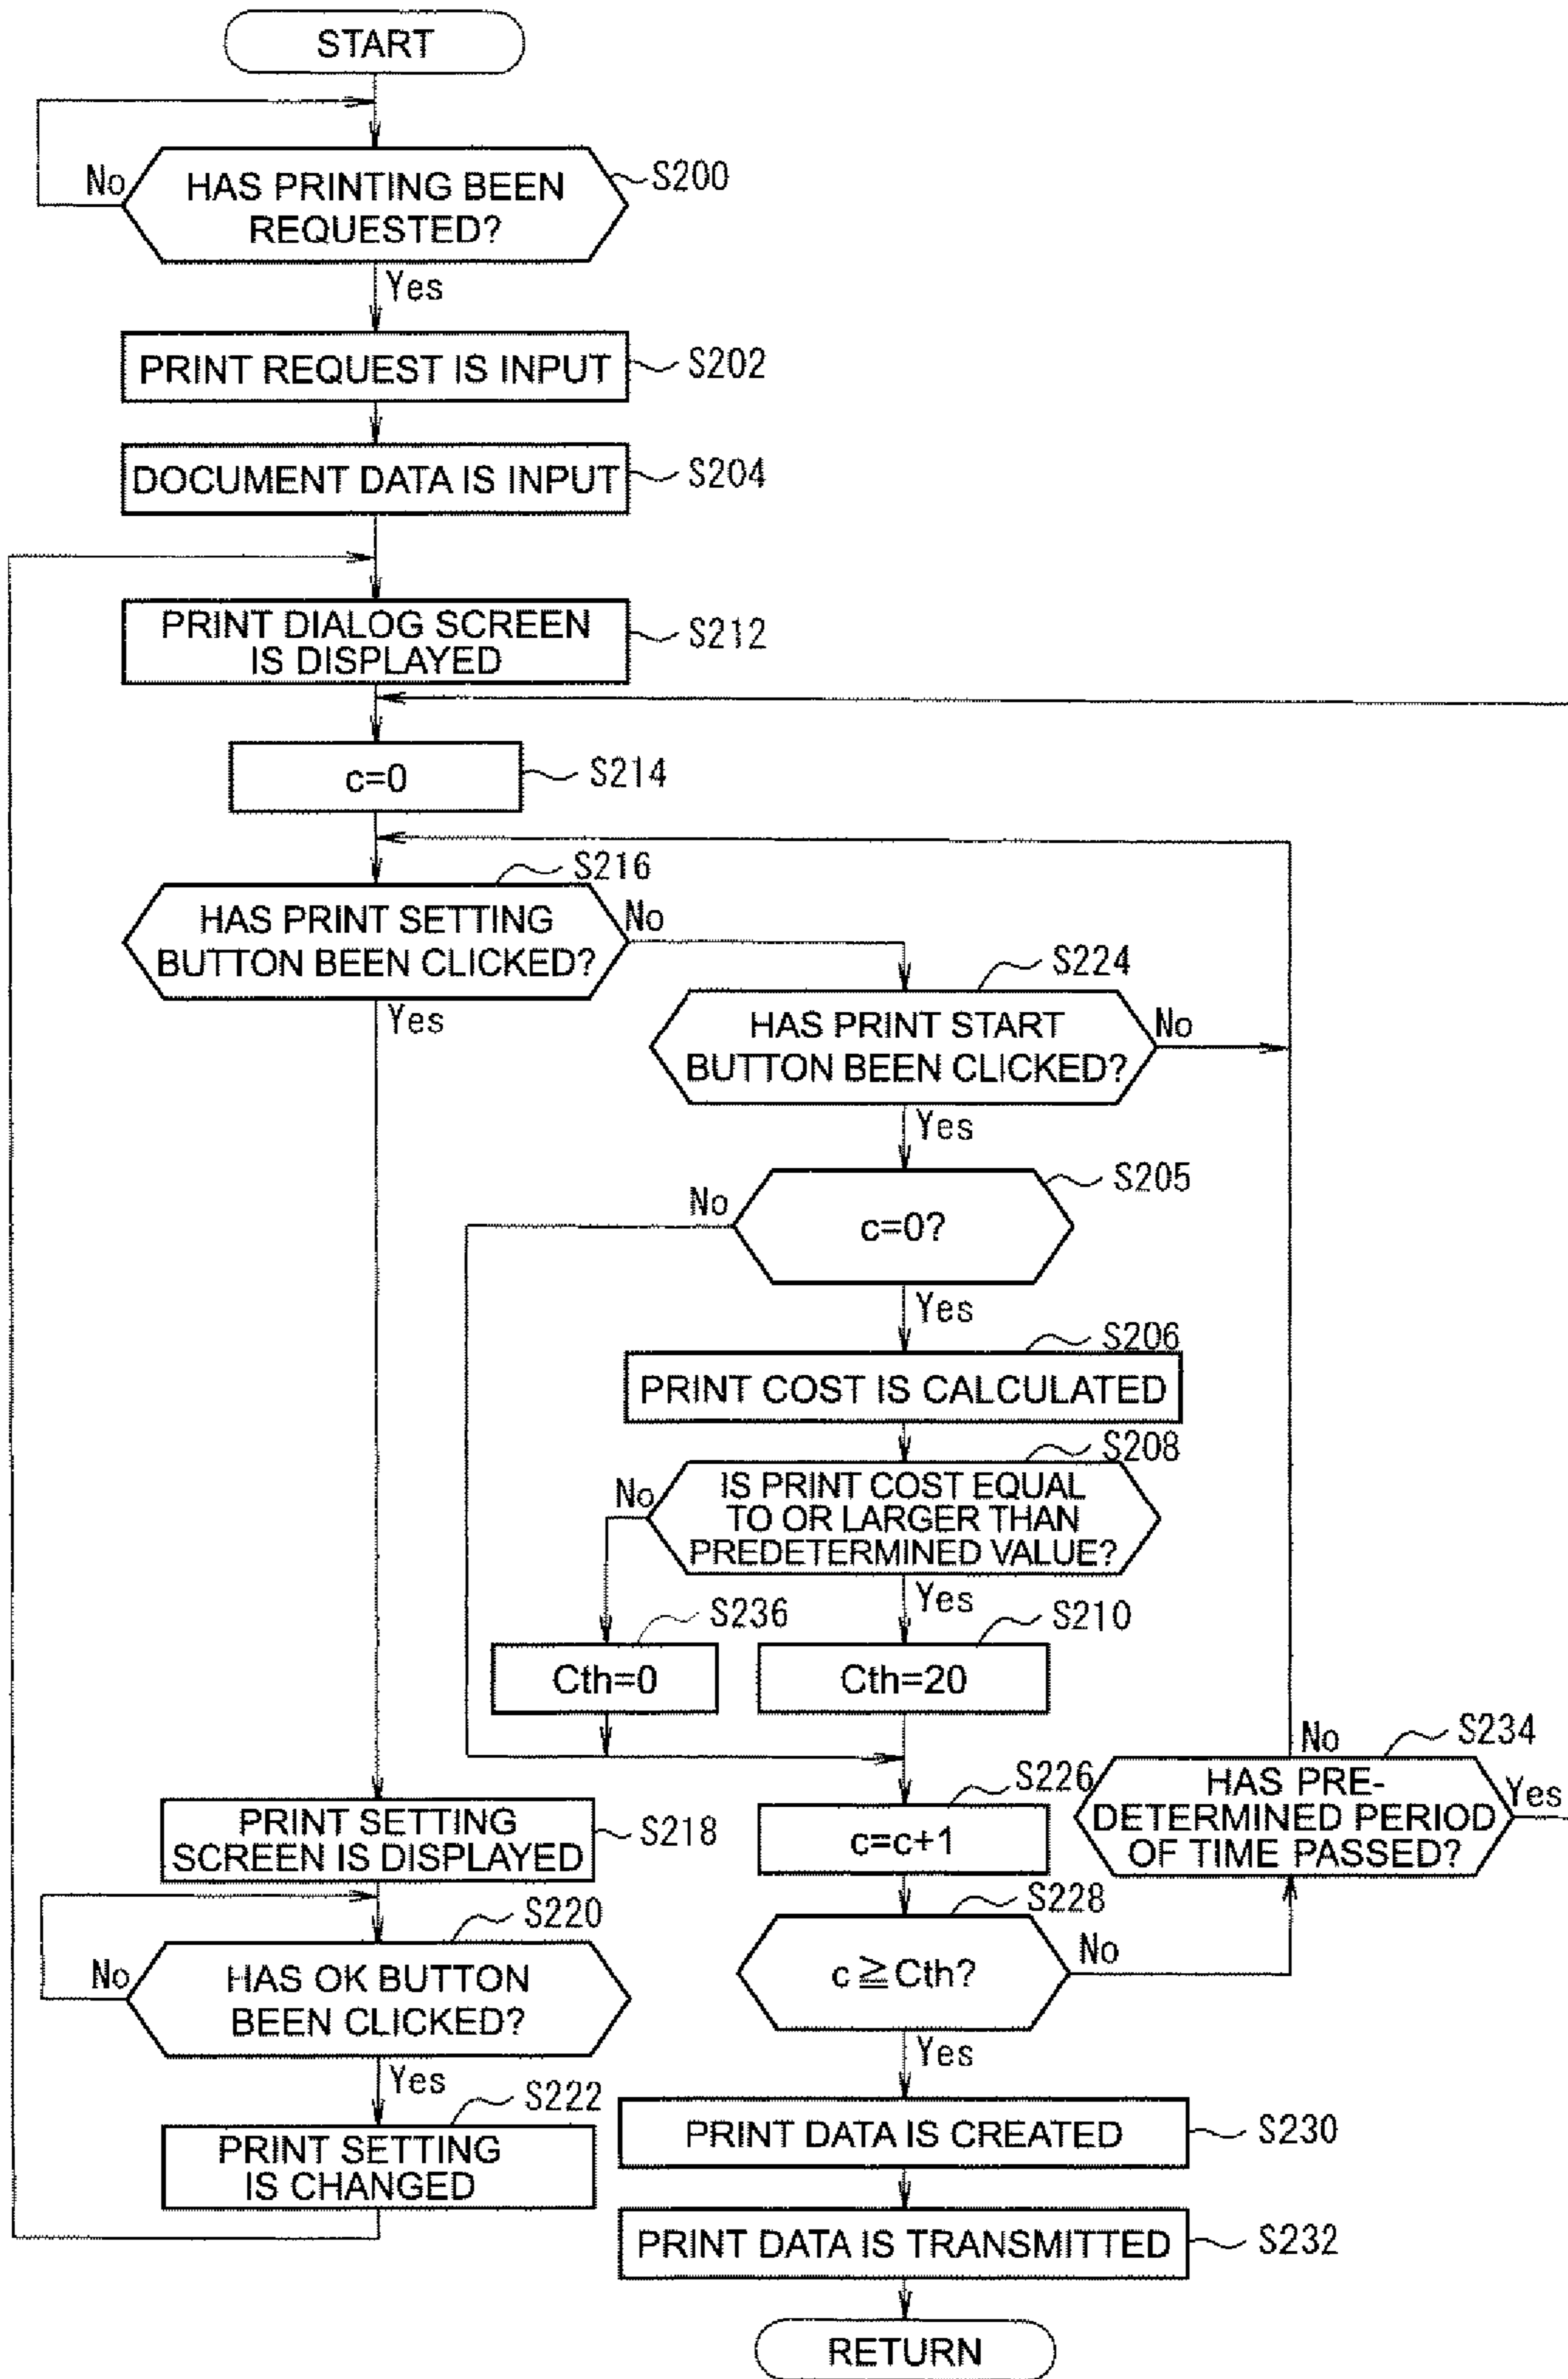 START
No
HAS PRINTING BEEN
REQUESTED?
S200
Yes
PRINT REQUEST IS INPUT
S202
DOCUMENT DATA IS INPUT
S204
PRINT DIALOG SCREEN
IS DISPLAYED
S212
c=0
S214
S216
HAS PRINT SETTING
BUTTON BEEN CLICKED?
No
Yes
S224
HAS PRINT START
BUTTON BEEN CLICKED?
No
Yes
S205
No
c=0?
Yes
S206
PRINT COST IS CALCULATED
S208
No
IS PRINT COST EQUAL
TO OR LARGER THAN
PREDETERMINED VALUE?
Yes
S236
Cth=0
S210
Cth=20
S226
c=c+1
No
S234
HAS PRE-
DETERMINED PERIOD
OF TIME PASSED?
Yes
PRINT SETTING
SCREEN IS DISPLAYED
S218
S220
No
HAS OK BUTTON
BEEN CLICKED?
Yes
S228
c≧Cth?
No
Yes
S222
PRINT SETTING
IS CHANGED
PRINT DATA IS CREATED
S230
PRINT DATA IS TRANSMITTED
S232
RETURN